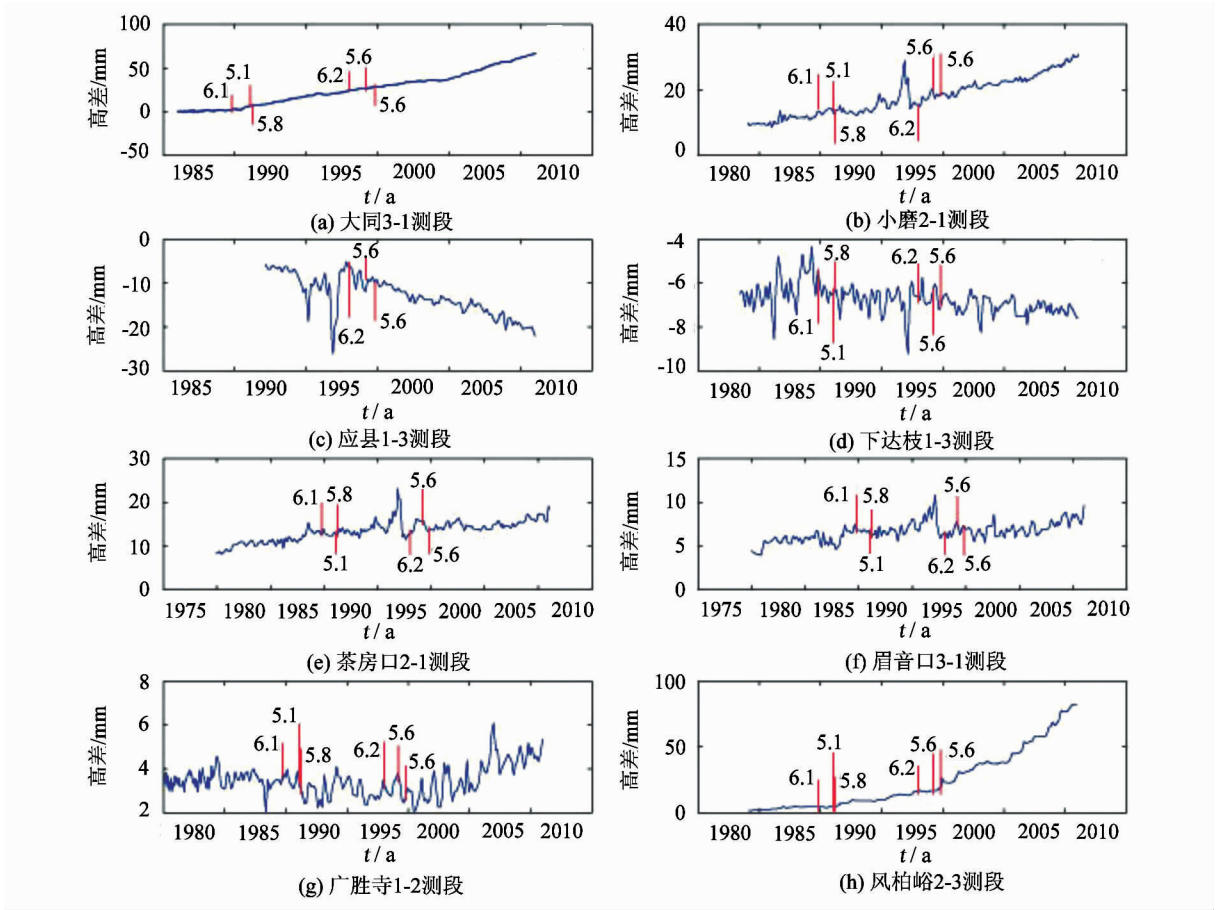 100
50
0
-50
高差/mm
6.1
5.1
5.8
6.2
5.6
5.6
1985 1990 1995 2000 2005 2010
t / a
(a) 大同3-1测段
40
20
0
高差/mm
6.1
5.1
5.8
6.2
5.6
5.6
1980 1985 1990 1995 2000 2005 2010
t / a
(b) 小磨2-1测段
0
-10
-20
-30
高差/mm
6.2
5.6
5.6
1985 1990 1995 2000 2005 2010
t / a
(c) 应县1-3测段
-4
-6
-8
-10
高差/mm
6.1
5.8
5.1
6.2
5.6
5.6
1980 1985 1990 1995 2000 2005 2010
t / a
(d) 下达枝1-3测段
30
20
10
0
高差/mm
6.1
5.8
5.1
6.2
5.6
5.6
1975 1980 1985 1990 1995 2000 2005 2010
t / a
(e) 茶房口2-1测段
15
10
5
0
高差/mm
6.1
5.8
5.1
6.2
5.6
5.6
1975 1980 1985 1990 1995 2000 2005 2010
t / a
(f) 眉音口3-1测段
8
6
4
2
高差/mm
6.1
5.1
5.8
6.2
5.6
5.6
1980 1985 1990 1995 2000 2005 2010
t / a
(g) 广胜寺1-2测段
100
50
0
高差/mm
6.1
5.1
5.8
6.2
5.6
5.6
1980 1985 1990 1995 2000 2005 2010
t / a
(h) 风柏峪2-3测段